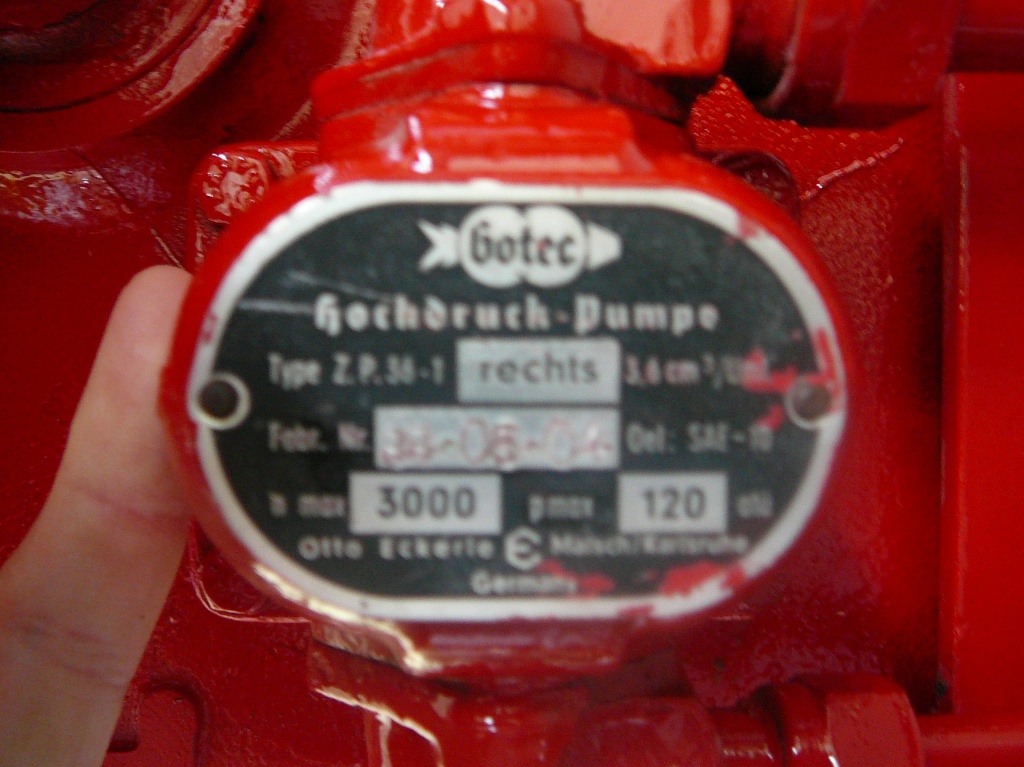 Gotec
Hochdruck-Pumpe
Type Z.P. 36-1 rechts 3,6 cm³/
Fabr. Nr. Oel: SAE-10
n max 3000 p max 120 atü
Otto Eckerle E Malsch/Karlsruhe
Germany